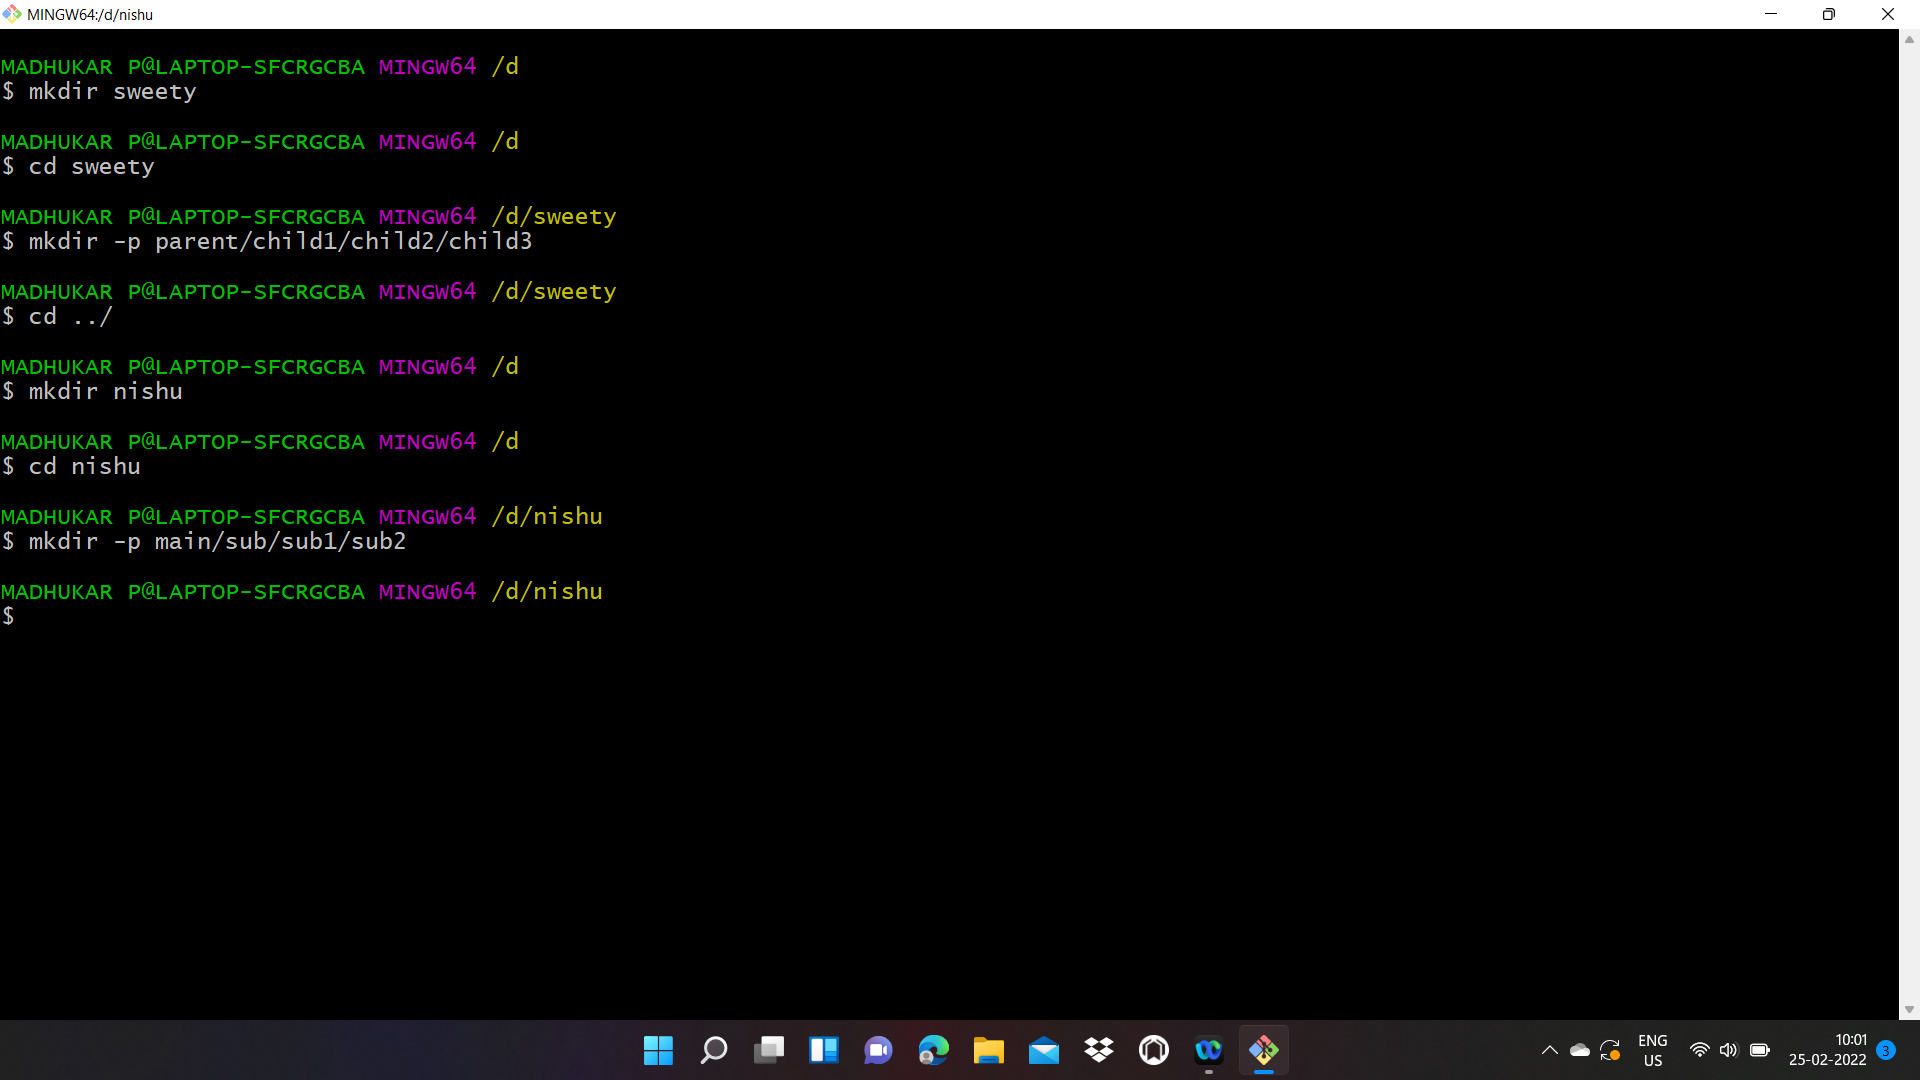 MINGW64:/d/nishu
MADHUKAR P@LAPTOP-SFCRGCBA MINGW64 /d
$ mkdir sweety
MADHUKAR P@LAPTOP-SFCRGCBA MINGW64 /d
$ cd sweety
MADHUKAR P@LAPTOP-SFCRGCBA MINGW64 /d/sweety
$ mkdir -p parent/child1/child2/child3
MADHUKAR P@LAPTOP-SFCRGCBA MINGW64 /d/sweety
$ cd ../
MADHUKAR P@LAPTOP-SFCRGCBA MINGW64 /d
$ mkdir nishu
MADHUKAR P@LAPTOP-SFCRGCBA MINGW64 /d
$ cd nishu
MADHUKAR P@LAPTOP-SFCRGCBA MINGW64 /d/nishu
$ mkdir -p main/sub/sub1/sub2
MADHUKAR P@LAPTOP-SFCRGCBA MINGW64 /d/nishu
$
ENG
US
10:01
25-02-2022
3